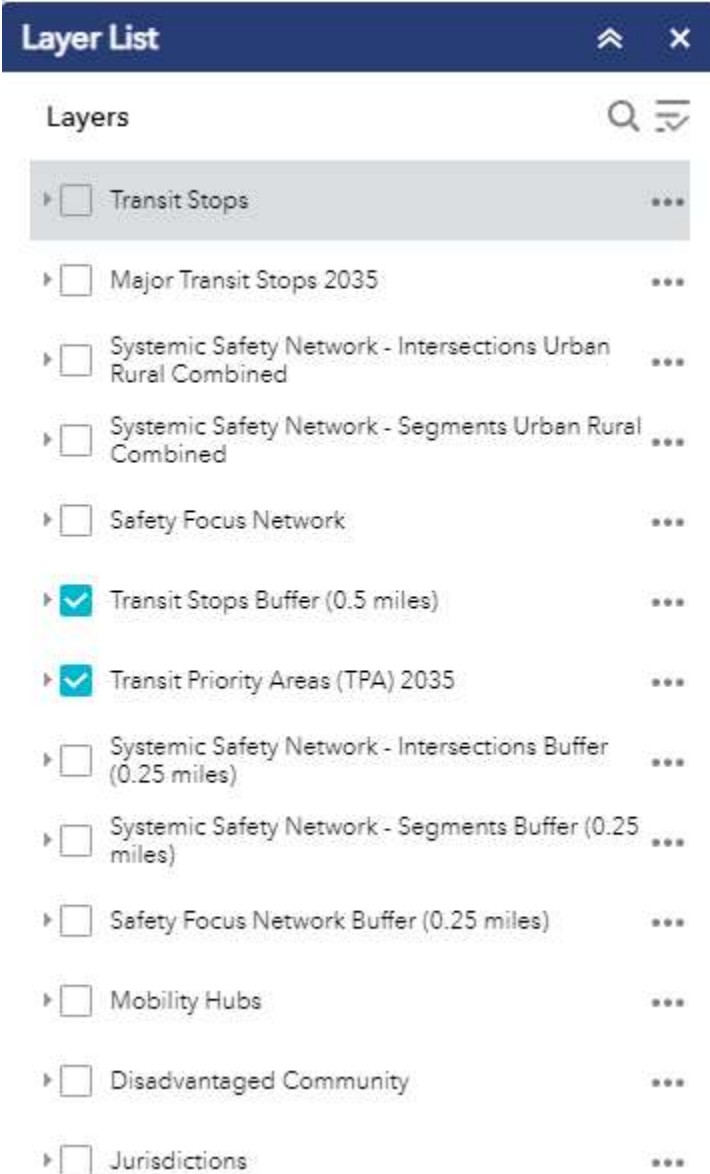 Layer List
Layers
Transit Stops
Major Transit Stops 2035
Systemic Safety Network - Intersections Urban
Rural Combined
Systemic Safety Network - Segments Urban Rural
Combined
Safety Focus Network
Transit Stops Buffer (0.5 miles)
Transit Priority Areas (TPA) 2035
Systemic Safety Network - Intersections Buffer
(0.25 miles)
Systemic Safety Network - Segments Buffer (0.25
miles)
Safety Focus Network Buffer (0.25 miles)
Mobility Hubs
Disadvantaged Community
Jurisdictions